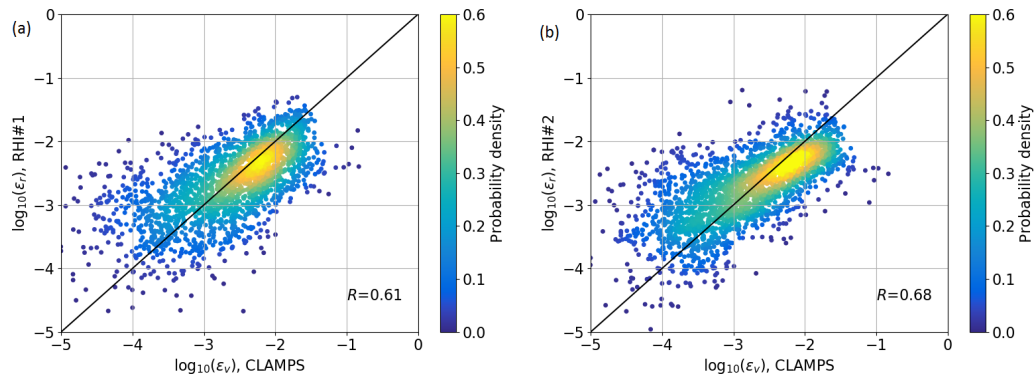 (a)
0
−1
−2
−3
−4
−5
−5 −4 −3 −2 −1 0
log10(εr), RHI#1
log10(εv), CLAMPS
R=0.61
0.6
0.5
0.4
0.3
0.2
0.1
0.0
Probability density
(b)
0
−1
−2
−3
−4
−5
−5 −4 −3 −2 −1 0
log10(εr), RHI#2
log10(εv), CLAMPS
R=0.68
0.6
0.5
0.4
0.3
0.2
0.1
0.0
Probability density